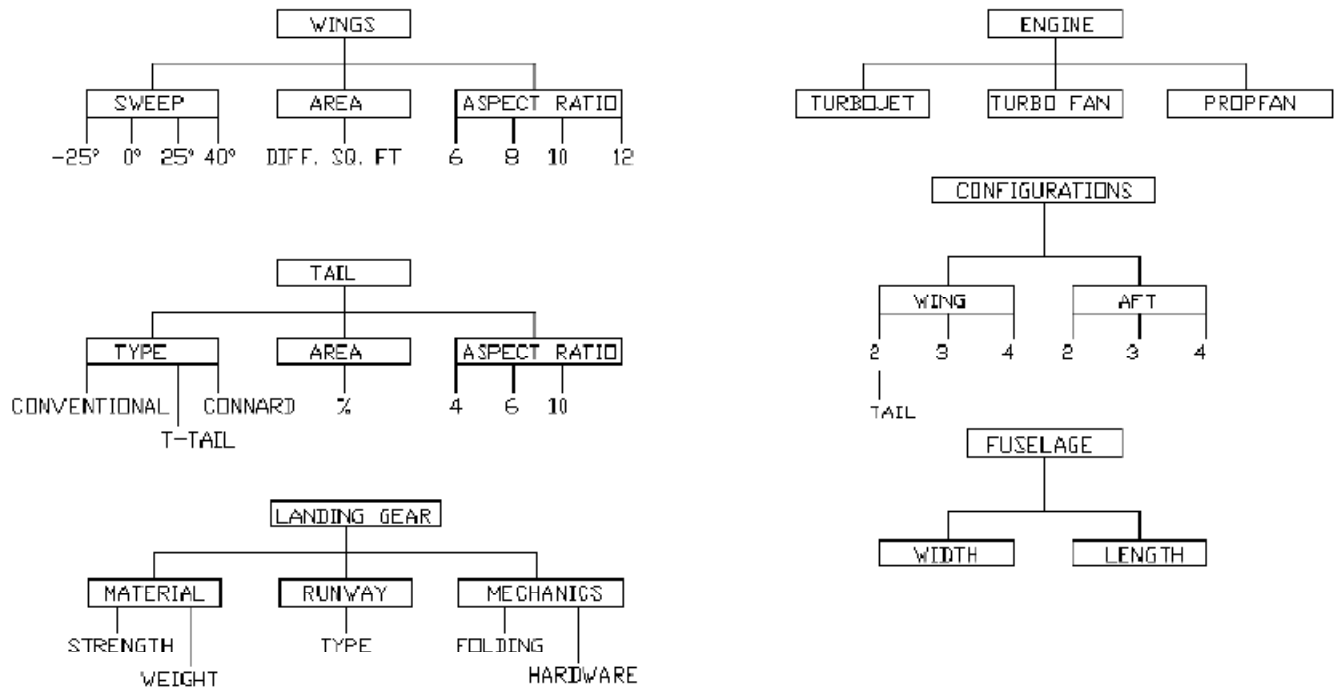 WINGS
SWEEP AREA ASPECT RATIO
-25° 0° 25° 40° DIFF. SQ. FT 6 8 10 12
TAIL
TYPE AREA ASPECT RATIO
CONVENTIONAL CONNARD % 4 6 10
T-TAIL
LANDING GEAR
MATERIAL RUNWAY MECHANICS
STRENGTH TYPE FOLDING
WEIGHT HARDWARE
ENGINE
TURBOJET TURBO FAN PROPFAN
CONFIGURATIONS
WING AFT
2 3 4 2 3 4
TAIL
FUSELAGE
WIDTH LENGTH